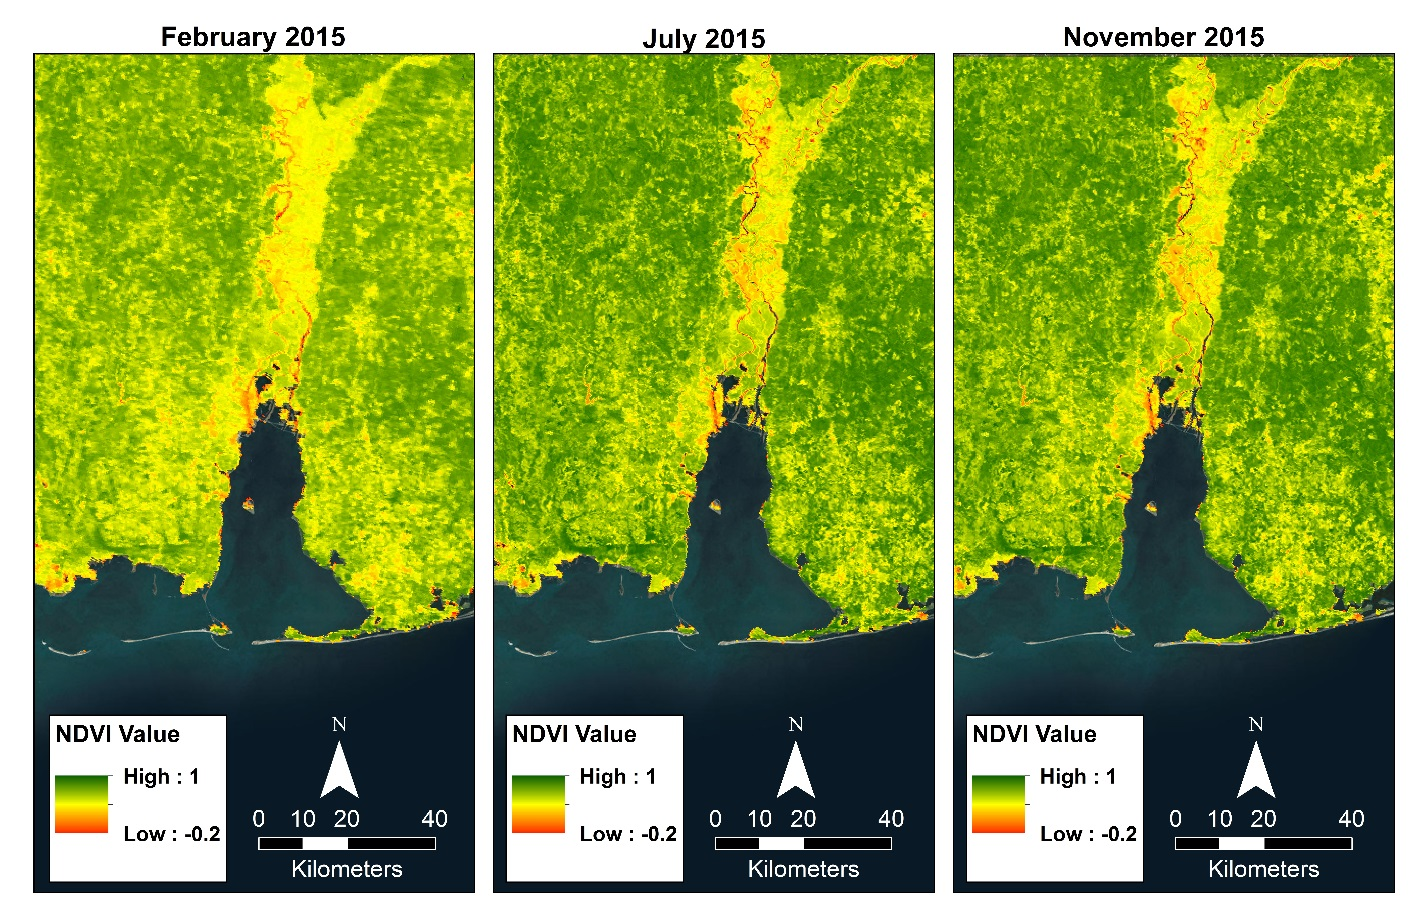 February 2015
July 2015
November 2015
NDVI Value
High : 1
Low : -0.2
N
0 10 20 40
Kilometers
NDVI Value
High : 1
Low : -0.2
N
0 10 20 40
Kilometers
NDVI Value
High : 1
Low : -0.2
N
0 10 20 40
Kilometers